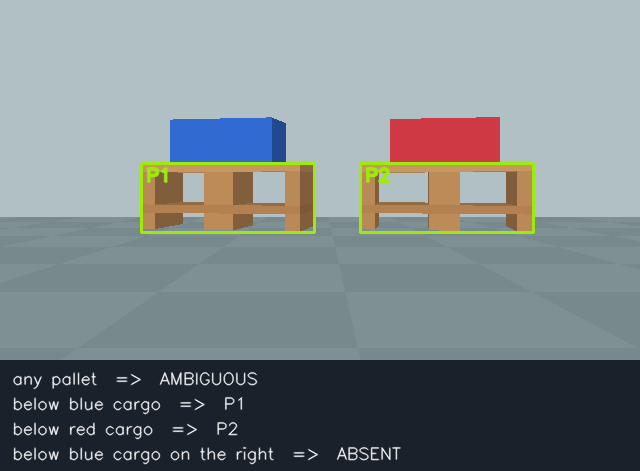 P1
P2
any pallet => AMBIGUOUS
below blue cargo => P1
below red cargo => P2
below blue cargo on the right => ABSENT